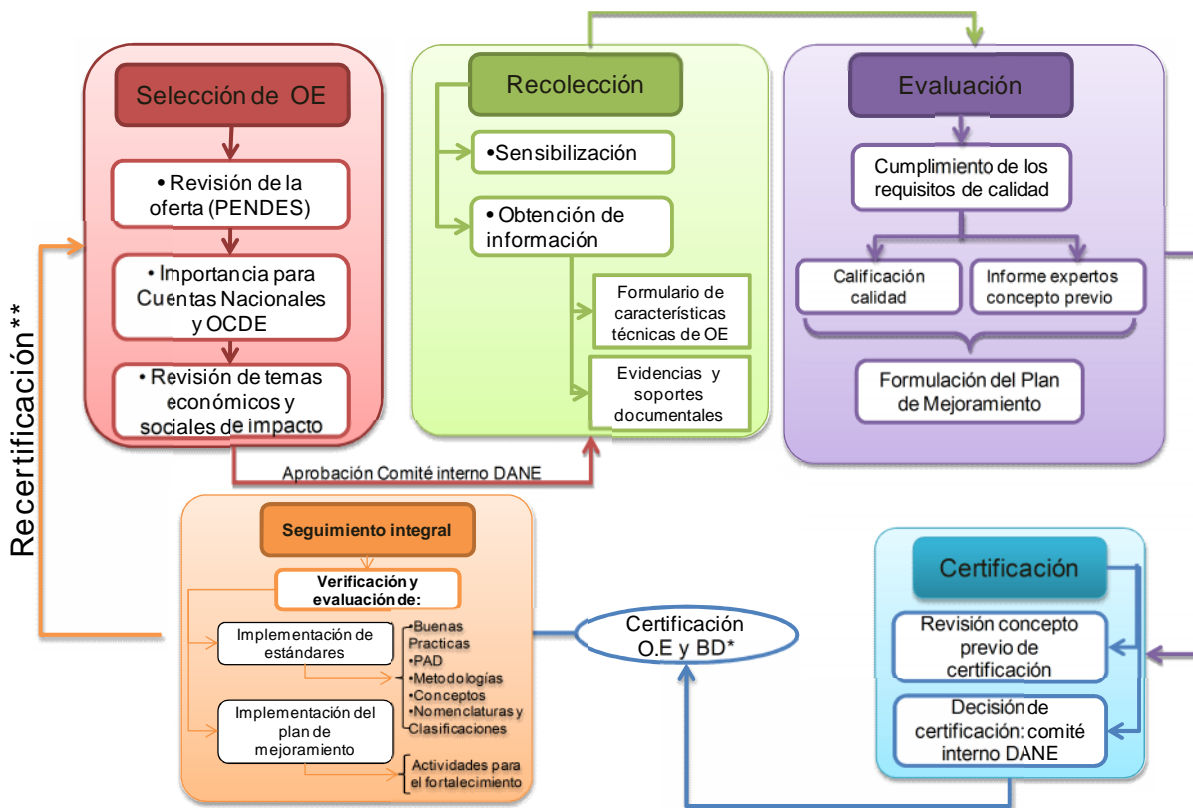 Selección de OE
• Revisión de la
oferta (PENDES)
• Importancia para
Cuentas Nacionales
y OCDE
• Revisión de temas
económicos y
sociales de impacto
Aprobación Comité interno DANE
Recolección
•Sensibilización
• Obtención de
información
Formulario de
características
técnicas de OE
Evidencias y
soportes
documentales
Evaluación
Cumplimiento de los
requisitos de calidad
Calificación
calidad
Informe expertos
concepto previo
Formulación del Plan
de Mejoramiento
Certificación
Revisión concepto
previo de
certificación
Decisión de
certificación: comité
interno DANE
Certificación
O.E y BD*
Seguimiento integral
Verificación y
evaluación de:
Implementación de
estándares
•Buenas
Practicas
•PAD
•Metodologías
•Conceptos
•Nomenclaturas y
Clasificaciones
Implementación del
plan de
mejoramiento
Actividades para
el fortalecimiento
Recertificación**